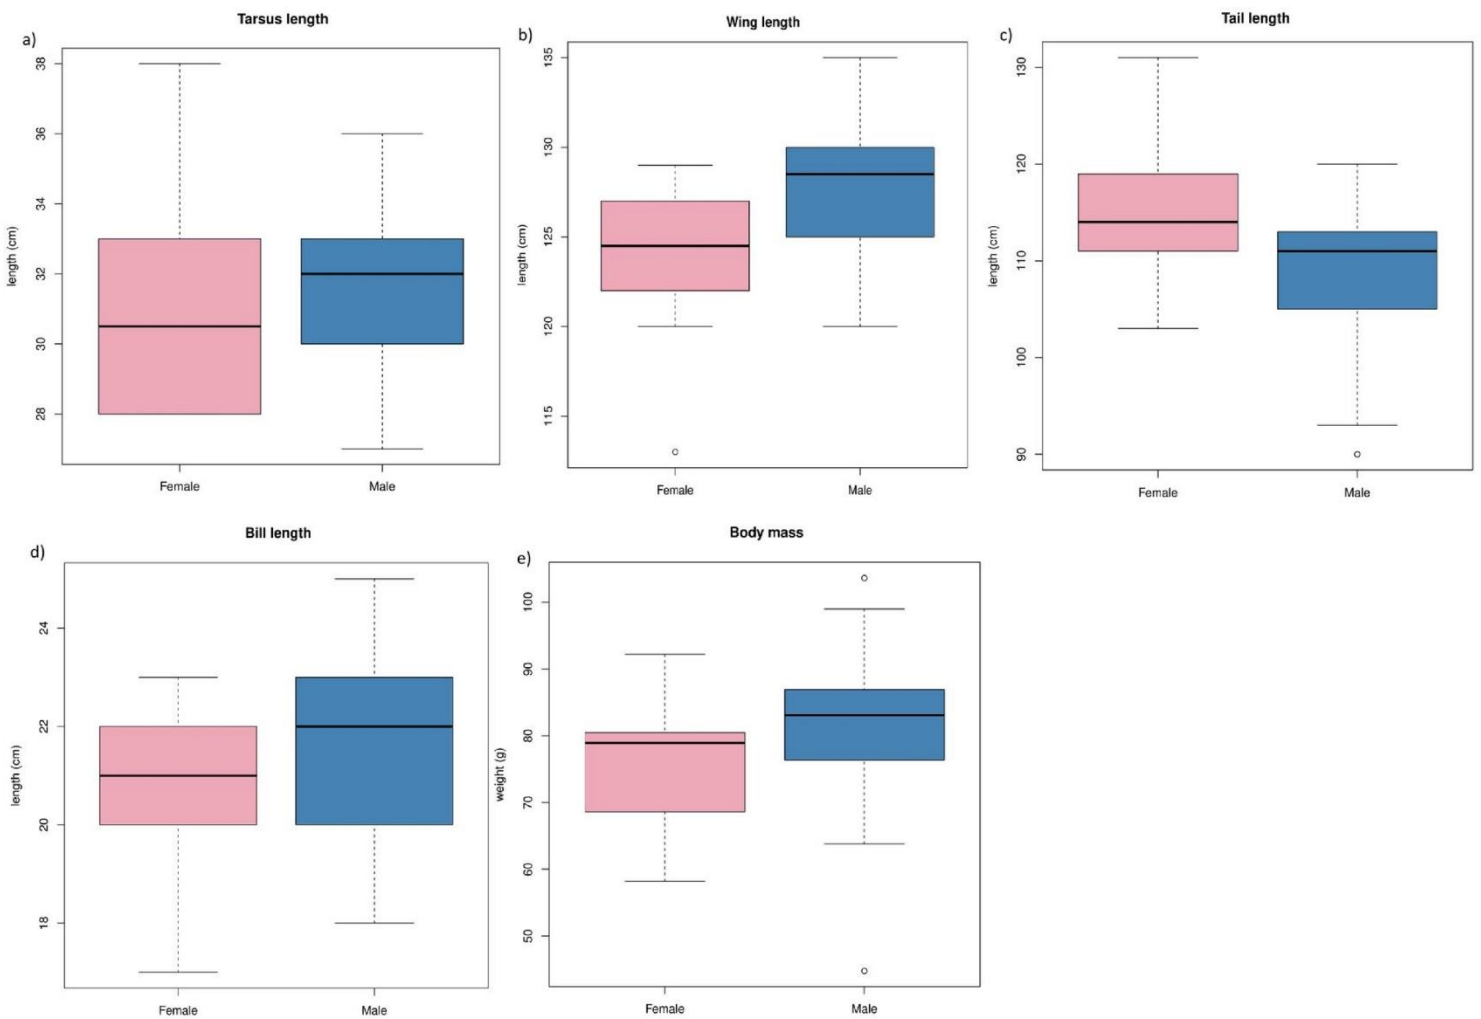 Tarsus length
a)
38
36
34
32
30
28
length (cm)
Female
Male
Wing length
b)
135
130
125
120
115
length (cm)
Female
Male
Tail length
c)
130
120
110
100
90
length (cm)
Female
Male
Bill length
d)
24
22
20
18
length (cm)
Female
Male
Body mass
e)
100
90
80
70
60
50
weight (g)
Female
Male